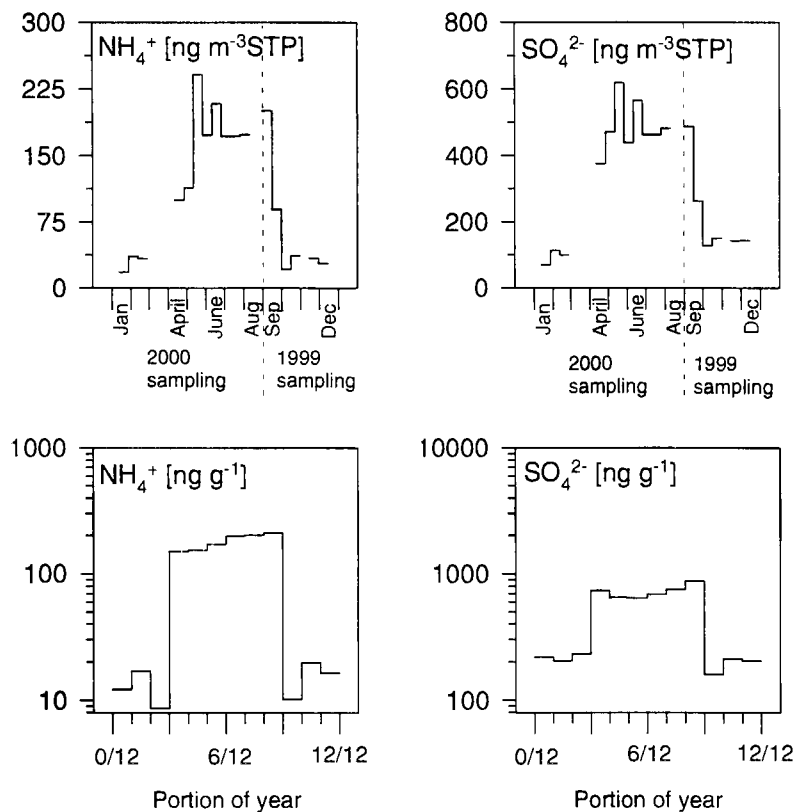 NH₄⁺ [ng m⁻³STP]
300
225
150
75
0
Jan
April
June
Aug
Sep
Dec
2000
sampling
1999
sampling
SO₄²⁻ [ng m⁻³STP]
800
600
400
200
0
Jan
April
June
Aug
Sep
Dec
2000
sampling
1999
sampling
NH₄⁺ [ng g⁻¹]
1000
100
10
0/12
6/12
12/12
Portion of year
SO₄²⁻ [ng g⁻¹]
10000
1000
100
0/12
6/12
12/12
Portion of year